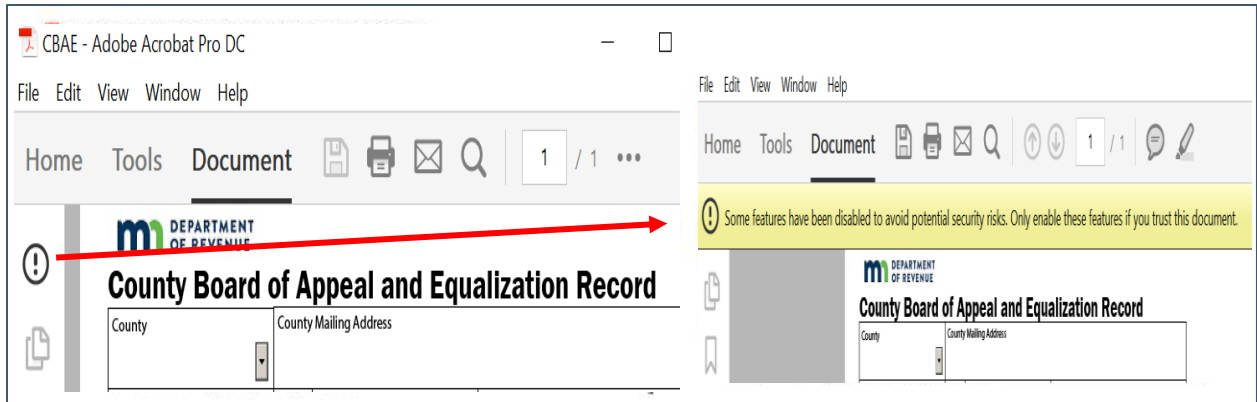 CBAE - Adobe Acrobat Pro DC
File Edit View Window Help
Home Tools Document 1 / 1
DEPARTMENT
OF REVENUE
County Board of Appeal and Equalization Record
County County Mailing Address
File Edit View Window Help
Home Tools Document 1 / 1
Some features have been disabled to avoid potential security risks. Only enable these features if you trust this document.
DEPARTMENT
OF REVENUE
County Board of Appeal and Equalization Record
County County Mailing Address